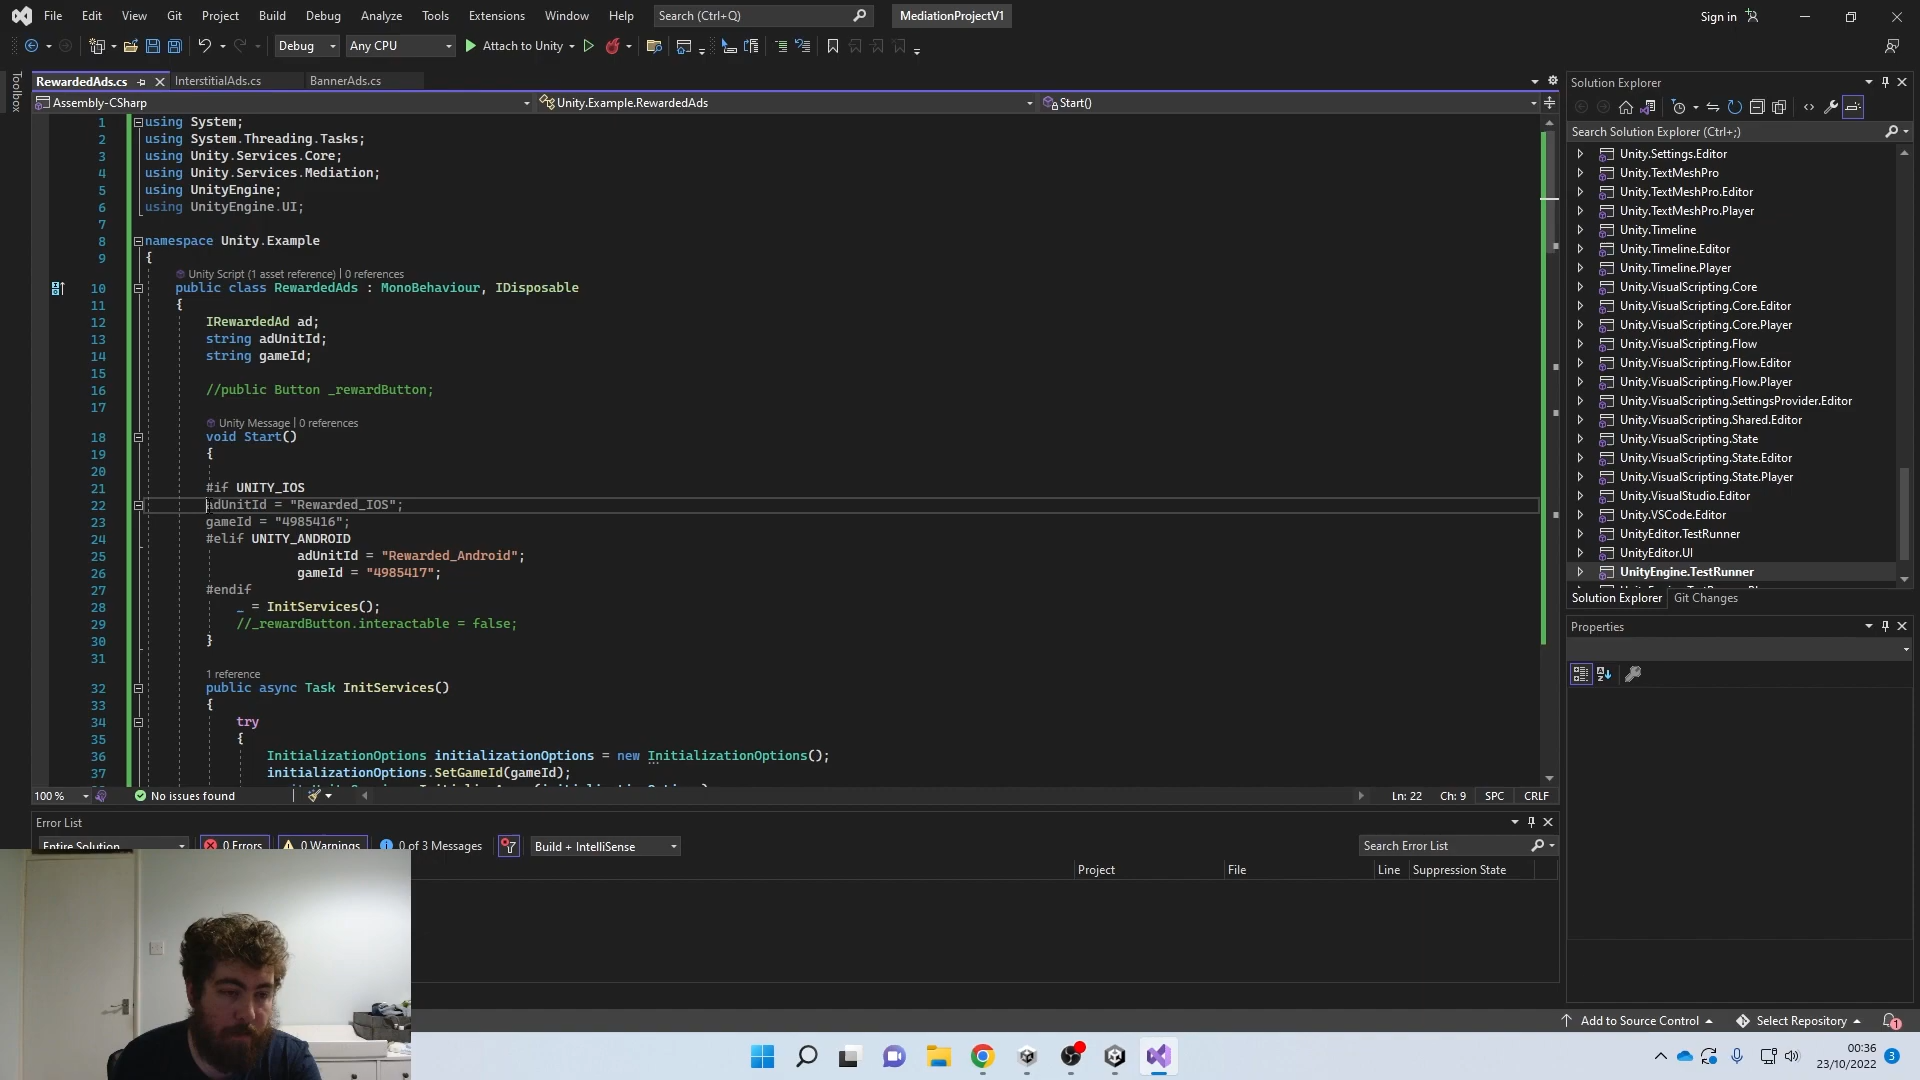 File Edit View Git Project Build Debug Analyze Tools Extensions Window Help Search (Ctrl+Q) MediationProjectV1 Sign in
Debug Any CPU Attach to Unity
Toolbox
RewardedAds.cs InterstitialAds.cs BannerAds.cs
Assembly-CSharp Unity.Example.RewardedAds Start()
1 using System;
2 using System.Threading.Tasks;
3 using Unity.Services.Core;
4 using Unity.Services.Mediation;
5 using UnityEngine;
6 using UnityEngine.UI;
7
8 namespace Unity.Example
9 {
Unity Script (1 asset reference) | 0 references
10 public class RewardedAds : MonoBehaviour, IDisposable
11 {
12 IRewardedAd ad;
13 string adUnitId;
14 string gameId;
15
16 //public Button _rewardButton;
17
Unity Message | 0 references
18 void Start()
19 {
20
21 #if UNITY_IOS
22 adUnitId = "Rewarded_IOS";
23 gameId = "4985416";
24 #elif UNITY_ANDROID
25 adUnitId = "Rewarded_Android";
26 gameId = "4985417";
27 #endif
28 _ = InitServices();
29 //_rewardButton.interactable = false;
30 }
31
1 reference
32 public async Task InitServices()
33 {
34 try
35 {
36 InitializationOptions initializationOptions = new InitializationOptions();
37 initializationOptions.SetGameId(gameId);
100 % No issues found Ln: 22 Ch: 9 SPC CRLF
Error List
Entire Solution 0 Errors 0 Warnings 0 of 3 Messages Build + IntelliSense Search Error List
Project File Line Suppression State
Solution Explorer
Search Solution Explorer (Ctrl+;)
Unity.Settings.Editor
Unity.TextMeshPro
Unity.TextMeshPro.Editor
Unity.TextMeshPro.Player
Unity.Timeline
Unity.Timeline.Editor
Unity.Timeline.Player
Unity.VisualScripting.Core
Unity.VisualScripting.Core.Editor
Unity.VisualScripting.Core.Player
Unity.VisualScripting.Flow
Unity.VisualScripting.Flow.Editor
Unity.VisualScripting.Flow.Player
Unity.VisualScripting.SettingsProvider.Editor
Unity.VisualScripting.Shared.Editor
Unity.VisualScripting.State
Unity.VisualScripting.State.Editor
Unity.VisualScripting.State.Player
Unity.VisualStudio.Editor
Unity.VSCode.Editor
UnityEditor.TestRunner
UnityEditor.UI
UnityEngine.TestRunner
Solution Explorer Git Changes
Properties
Add to Source Control Select Repository 1
00:36
23/10/2022 3